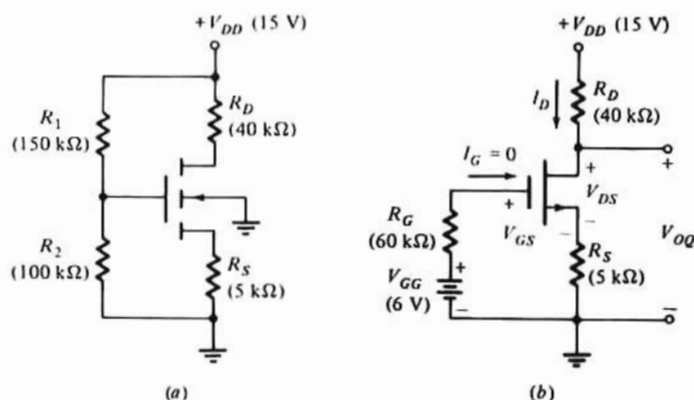 +V_DD (15 V)
R_1
(150 kΩ)
R_D
(40 kΩ)
R_2
(100 kΩ)
R_S
(5 kΩ)
(a)
+V_DD (15 V)
I_D
R_D
(40 kΩ)
I_G = 0
+
+
+
V_DS
R_G
(60 kΩ)
V_GS
−
−
V_OQ
R_S
(5 kΩ)
+
V_GG
(6 V)
−
−
(b)